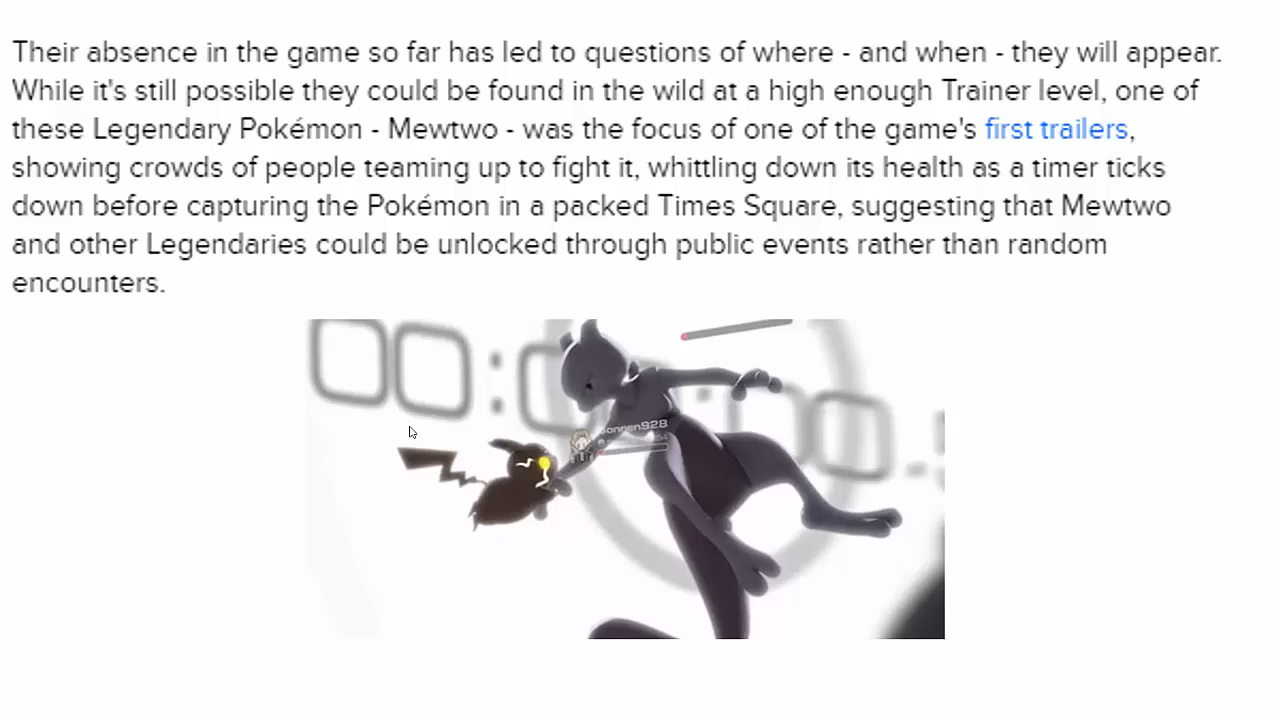 Their absence in the game so far has led to questions of where - and when - they will appear.
While it's still possible they could be found in the wild at a high enough Trainer level, one of
these Legendary Pokémon - Mewtwo - was the focus of one of the game's first trailers,
showing crowds of people teaming up to fight it, whittling down its health as a timer ticks
down before capturing the Pokémon in a packed Times Square, suggesting that Mewtwo
and other Legendaries could be unlocked through public events rather than random
encounters.
00: